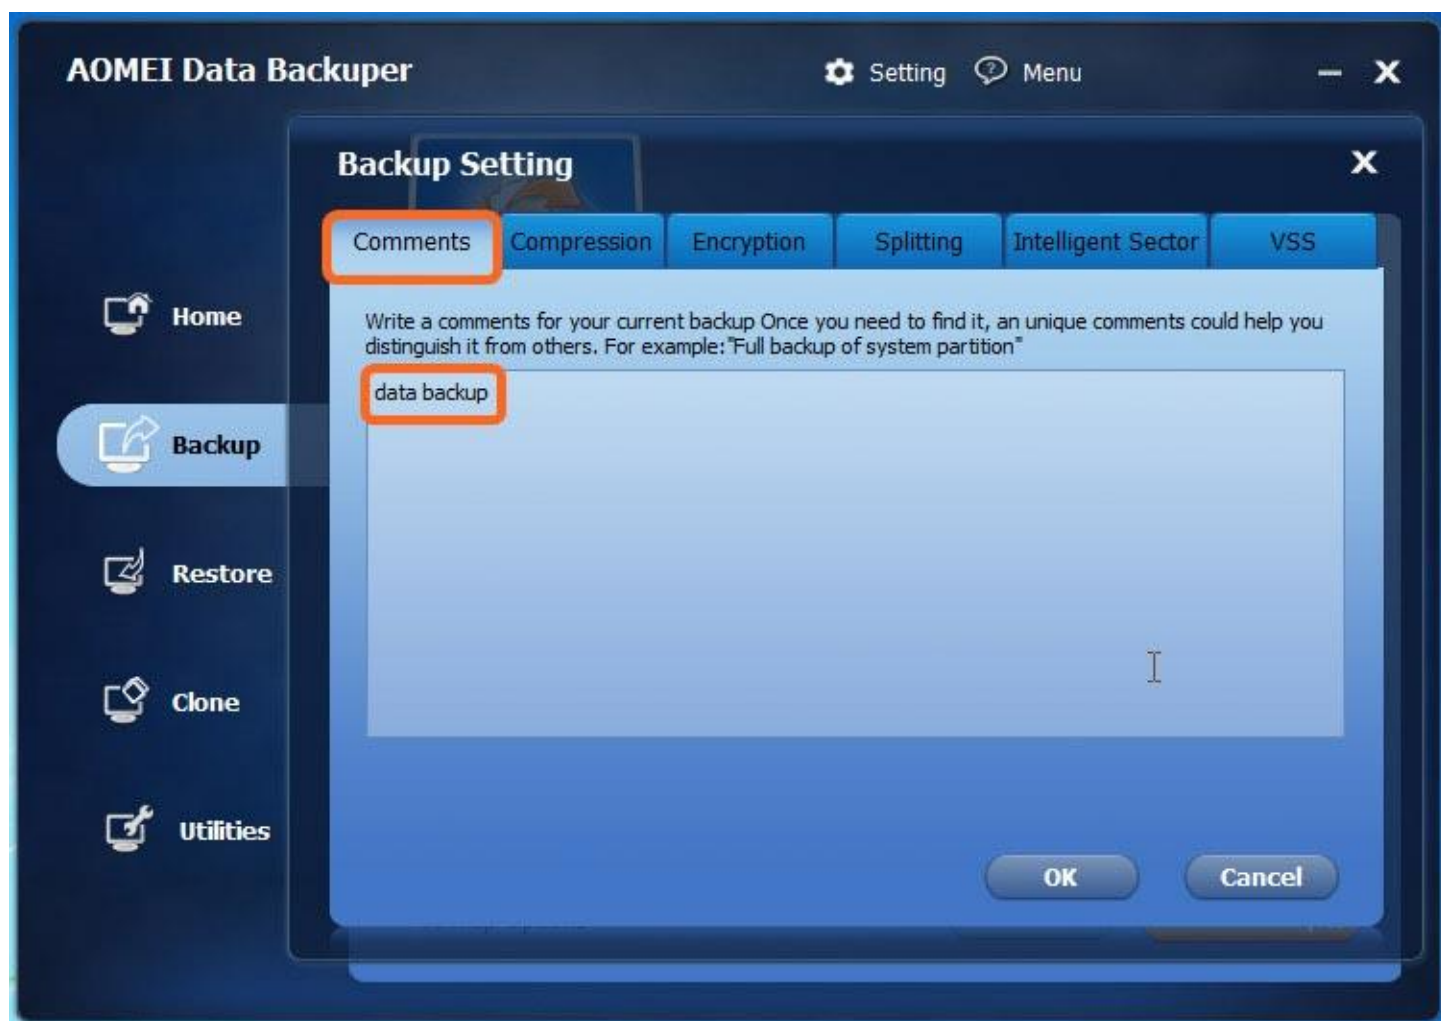 AOMEI Data Backuper
Setting
Menu
Backup Setting
Comments
Compression
Encryption
Splitting
Intelligent Sector
VSS
Home
Backup
Restore
Clone
Utilities
Write a comments for your current backup Once you need to find it, an unique comments could help you
distinguish it from others. For example:"Full backup of system partition"
data backup
OK
Cancel